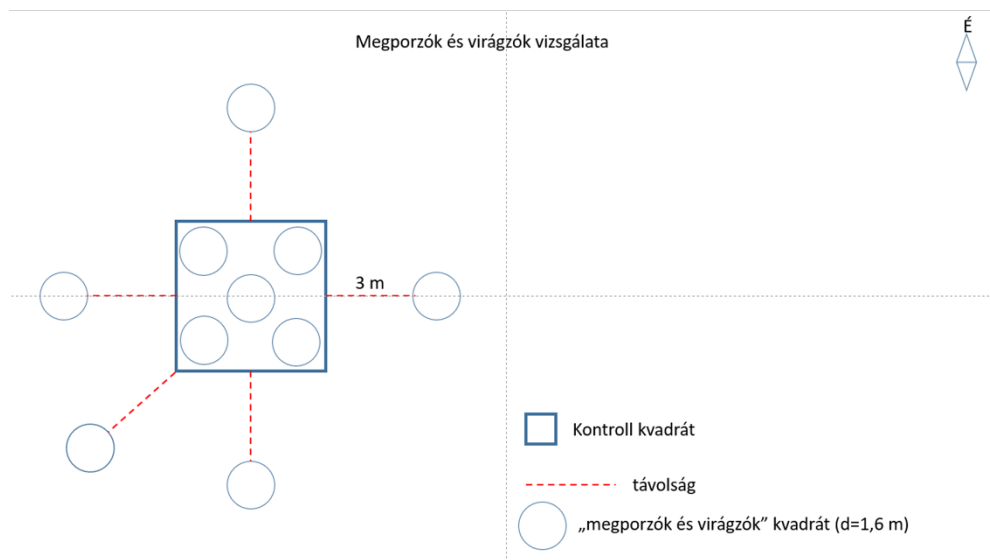 Megporzók és virágzók vizsgálata
É
3 m
Kontroll kvadrát
távolság
„megporzók és virágzók” kvadrát (d=1,6 m)